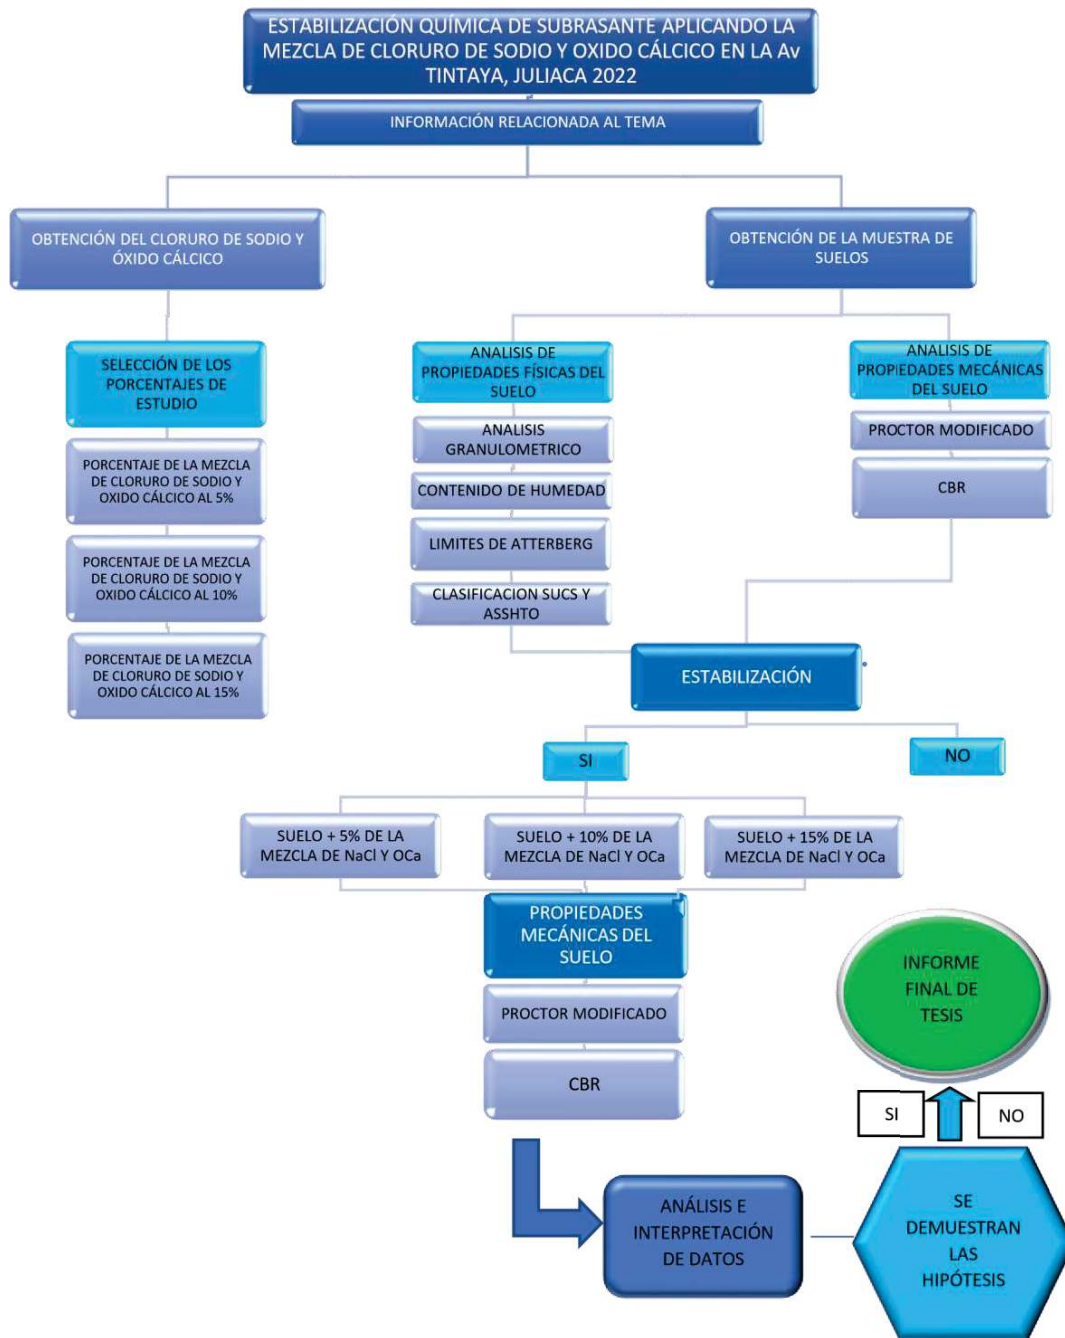 ESTABILIZACIÓN QUÍMICA DE SUBRASANTE APLICANDO LA
MEZCLA DE CLORURO DE SODIO Y OXIDO CÁLCICO EN LA Av
TINTAYA, JULIACA 2022
INFORMACIÓN RELACIONADA AL TEMA
OBTENCIÓN DEL CLORURO DE SODIO Y
ÓXIDO CÁLCICO
OBTENCIÓN DE LA MUESTRA DE
SUELOS
SELECCIÓN DE LOS
PORCENTAJES DE
ESTUDIO
PORCENTAJE DE LA MEZCLA
DE CLORURO DE SODIO Y
OXIDO CÁLCICO AL 5%
PORCENTAJE DE LA MEZCLA
DE CLORURO DE SODIO Y
OXIDO CÁLCICO AL 10%
PORCENTAJE DE LA MEZCLA
DE CLORURO DE SODIO Y
OXIDO CÁLCICO AL 15%
ANALISIS DE
PROPIEDADES FÍSICAS DEL
SUELO
ANALISIS
GRANULOMETRICO
CONTENIDO DE HUMEDAD
LIMITES DE ATTERBERG
CLASIFICACION SUCS Y
ASSHTO
ANALISIS DE
PROPIEDADES MECÁNICAS
DEL SUELO
PROCTOR MODIFICADO
CBR
ESTABILIZACIÓN
SI
NO
SUELO + 5% DE LA
MEZCLA DE NaCl Y OCa
SUELO + 10% DE LA
MEZCLA DE NaCl Y OCa
SUELO + 15% DE LA
MEZCLA DE NaCl Y OCa
PROPIEDADES
MECÁNICAS DEL
SUELO
PROCTOR MODIFICADO
CBR
ANÁLISIS E
INTERPRETACIÓN
DE DATOS
SE
DEMUESTRAN
LAS
HIPÓTESIS
SI
NO
INFORME
FINAL DE
TESIS